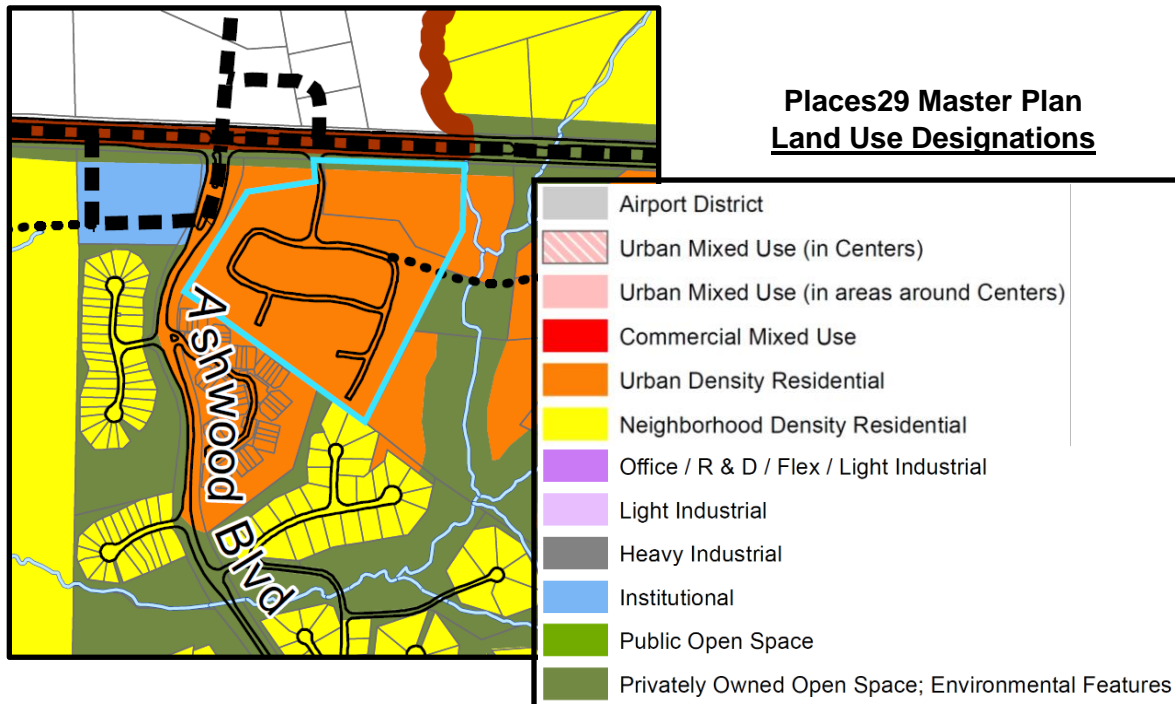 Places29 Master Plan
Land Use Designations
Ashwood Blvd
Airport District
Urban Mixed Use (in Centers)
Urban Mixed Use (in areas around Centers)
Commercial Mixed Use
Urban Density Residential
Neighborhood Density Residential
Office / R & D / Flex / Light Industrial
Light Industrial
Heavy Industrial
Institutional
Public Open Space
Privately Owned Open Space; Environmental Features